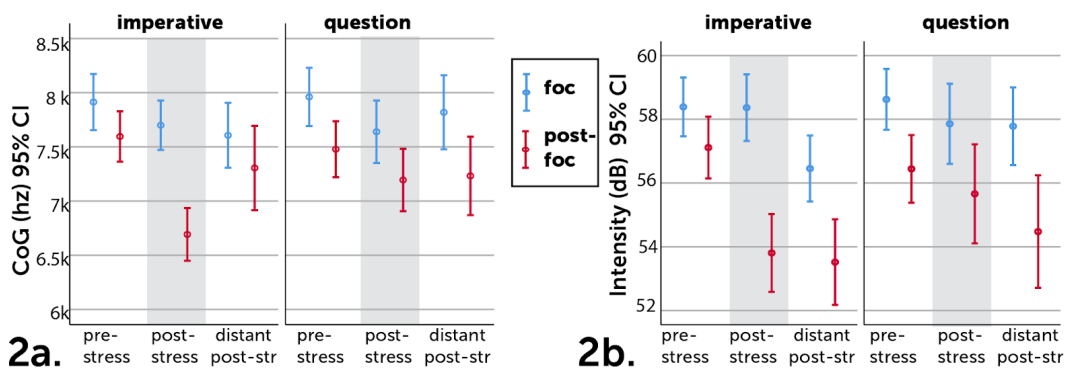 imperative question
8.5k
8k
7.5k
7k
6.5k
6k
CoG (hz) 95% CI
pre-
stress
post-
stress
distant
post-str
pre-
stress
post-
stress
distant
post-str
2a.
foc
post-
foc
imperative question
60
58
56
54
52
Intensity (dB) 95% CI
pre-
stress
post-
stress
distant
post-str
pre-
stress
post-
stress
distant
post-str
2b.